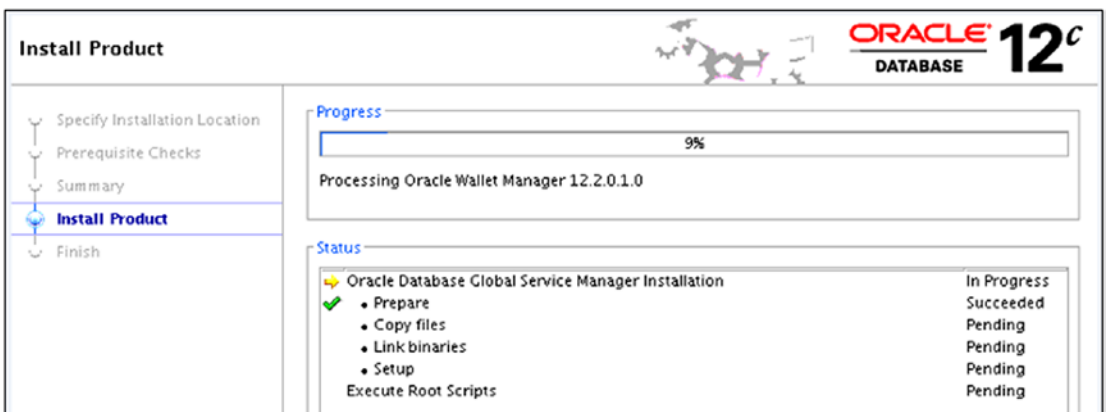 Install Product
ORACLE
DATABASE
12c
Specify Installation Location
Prerequisite Checks
Summary
Install Product
Finish
Progress
9%
Processing Oracle Wallet Manager 12.2.0.1.0
Status
Oracle Database Global Service Manager Installation In Progress
• Prepare Succeeded
• Copy files Pending
• Link binaries Pending
• Setup Pending
Execute Root Scripts Pending